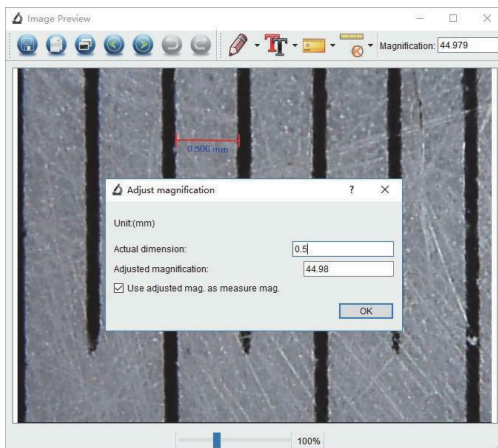 Image Preview
TT
Magnification: 44.979
0.500 mm
Adjust magnification
?
Unit:(mm)
Actual dimension: 0.5
Adjusted magnification: 44.98
Use adjusted mag. as measure mag.
OK
100%